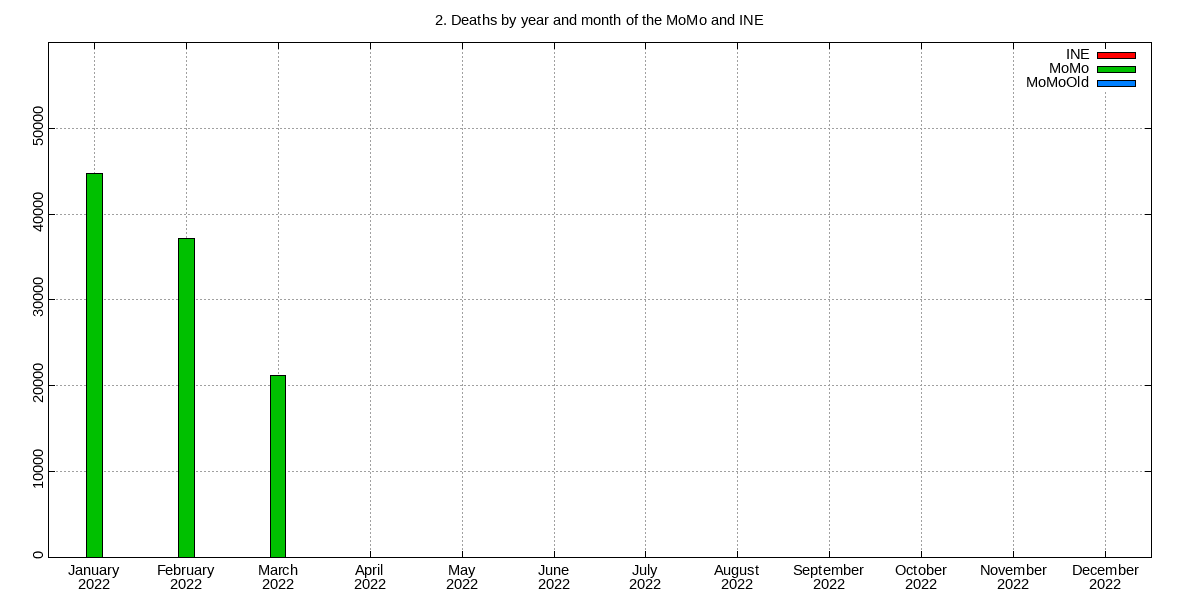 2. Deaths by year and month of the MoMo and INE
INE
MoMo
MoMoOld
50000
40000
30000
20000
10000
0
January February March April May June July August September October November December
2022 2022 2022 2022 2022 2022 2022 2022 2022 2022 2022 2022